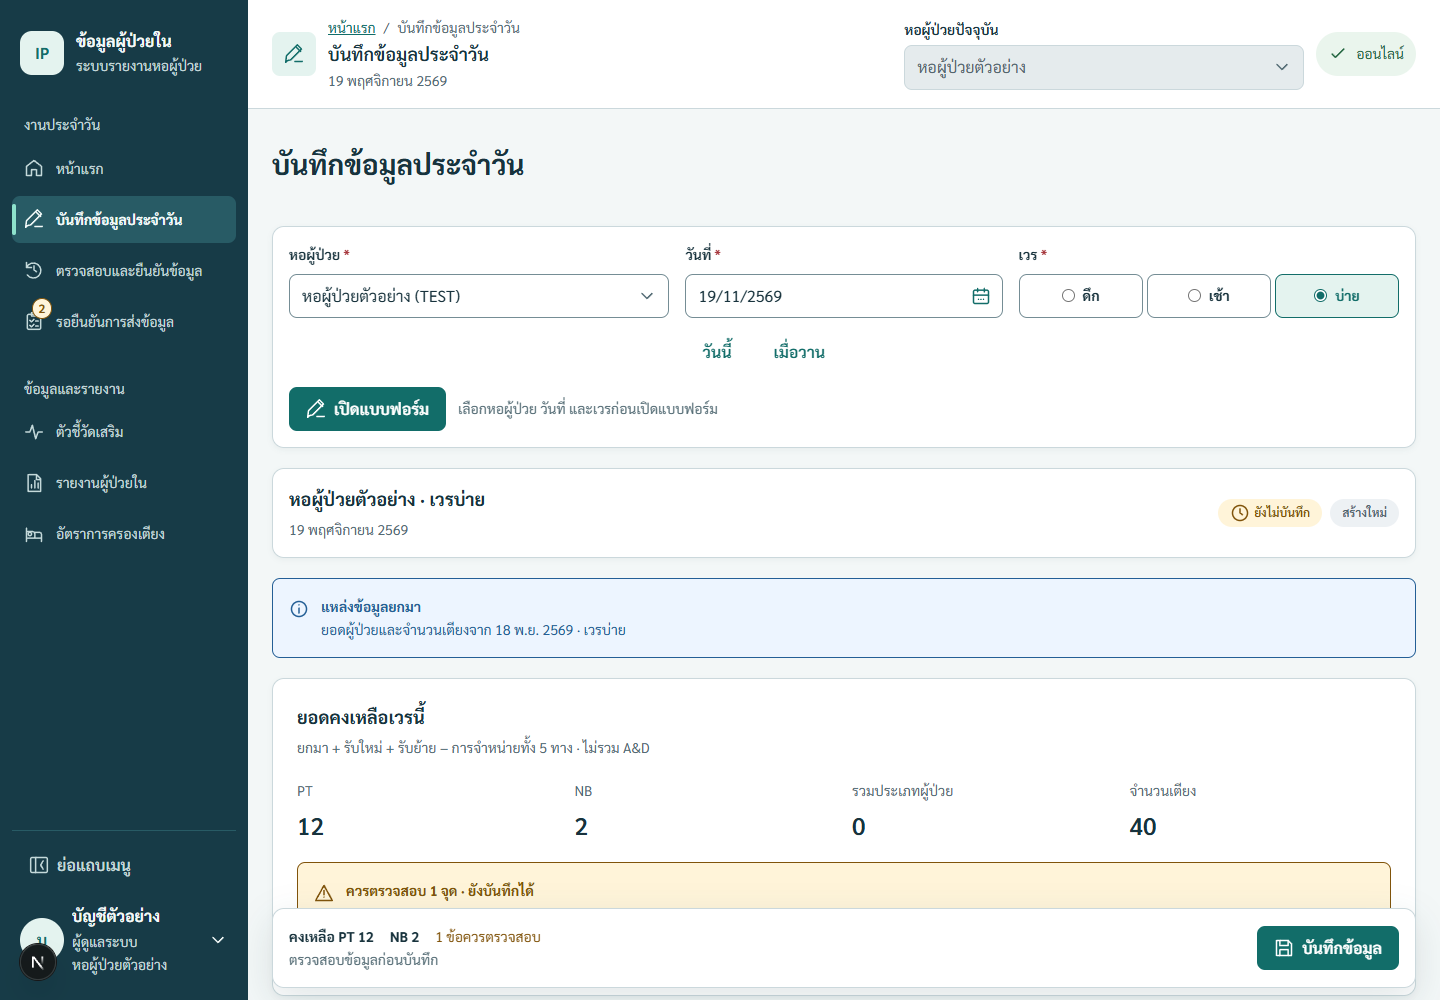 IP
ข้อมูลผู้ป่วยใน
ระบบรายงานหอผู้ป่วย
งานประจำวัน
หน้าแรก
บันทึกข้อมูลประจำวัน
ตรวจสอบและยืนยันข้อมูล
2
รอยืนยันการส่งข้อมูล
ข้อมูลและรายงาน
ตัวชี้วัดเสริม
รายงานผู้ป่วยใน
อัตราการครองเตียง
ย่อแถบเมนู
บัญชีตัวอย่าง
ผู้ดูแลระบบ
หอผู้ป่วยตัวอย่าง
N
หน้าแรก / บันทึกข้อมูลประจำวัน
บันทึกข้อมูลประจำวัน
19 พฤศจิกายน 2569
หอผู้ป่วยปัจจุบัน
หอผู้ป่วยตัวอย่าง
ออนไลน์
บันทึกข้อมูลประจำวัน
หอผู้ป่วย * วันที่ * เวร *
หอผู้ป่วยตัวอย่าง (TEST) 19/11/2569 ดึก เช้า บ่าย
วันนี้ เมื่อวาน
เปิดแบบฟอร์ม เลือกหอผู้ป่วย วันที่ และเวรก่อนเปิดแบบฟอร์ม
หอผู้ป่วยตัวอย่าง · เวรบ่าย
19 พฤศจิกายน 2569
ยังไม่บันทึก สร้างใหม่
แหล่งข้อมูลยกมา
ยอดผู้ป่วยและจำนวนเตียงจาก 18 พ.ย. 2569 · เวรบ่าย
ยอดคงเหลือเวรนี้
ยกมา + รับใหม่ + รับย้าย − การจำหน่ายทั้ง 5 ทาง · ไม่รวม A&D
PT NB รวมประเภทผู้ป่วย จำนวนเตียง
12 2 0 40
ควรตรวจสอบ 1 จุด · ยังบันทึกได้
คงเหลือ PT 12 NB 2 1 ข้อควรตรวจสอบ
ตรวจสอบข้อมูลก่อนบันทึก
บันทึกข้อมูล